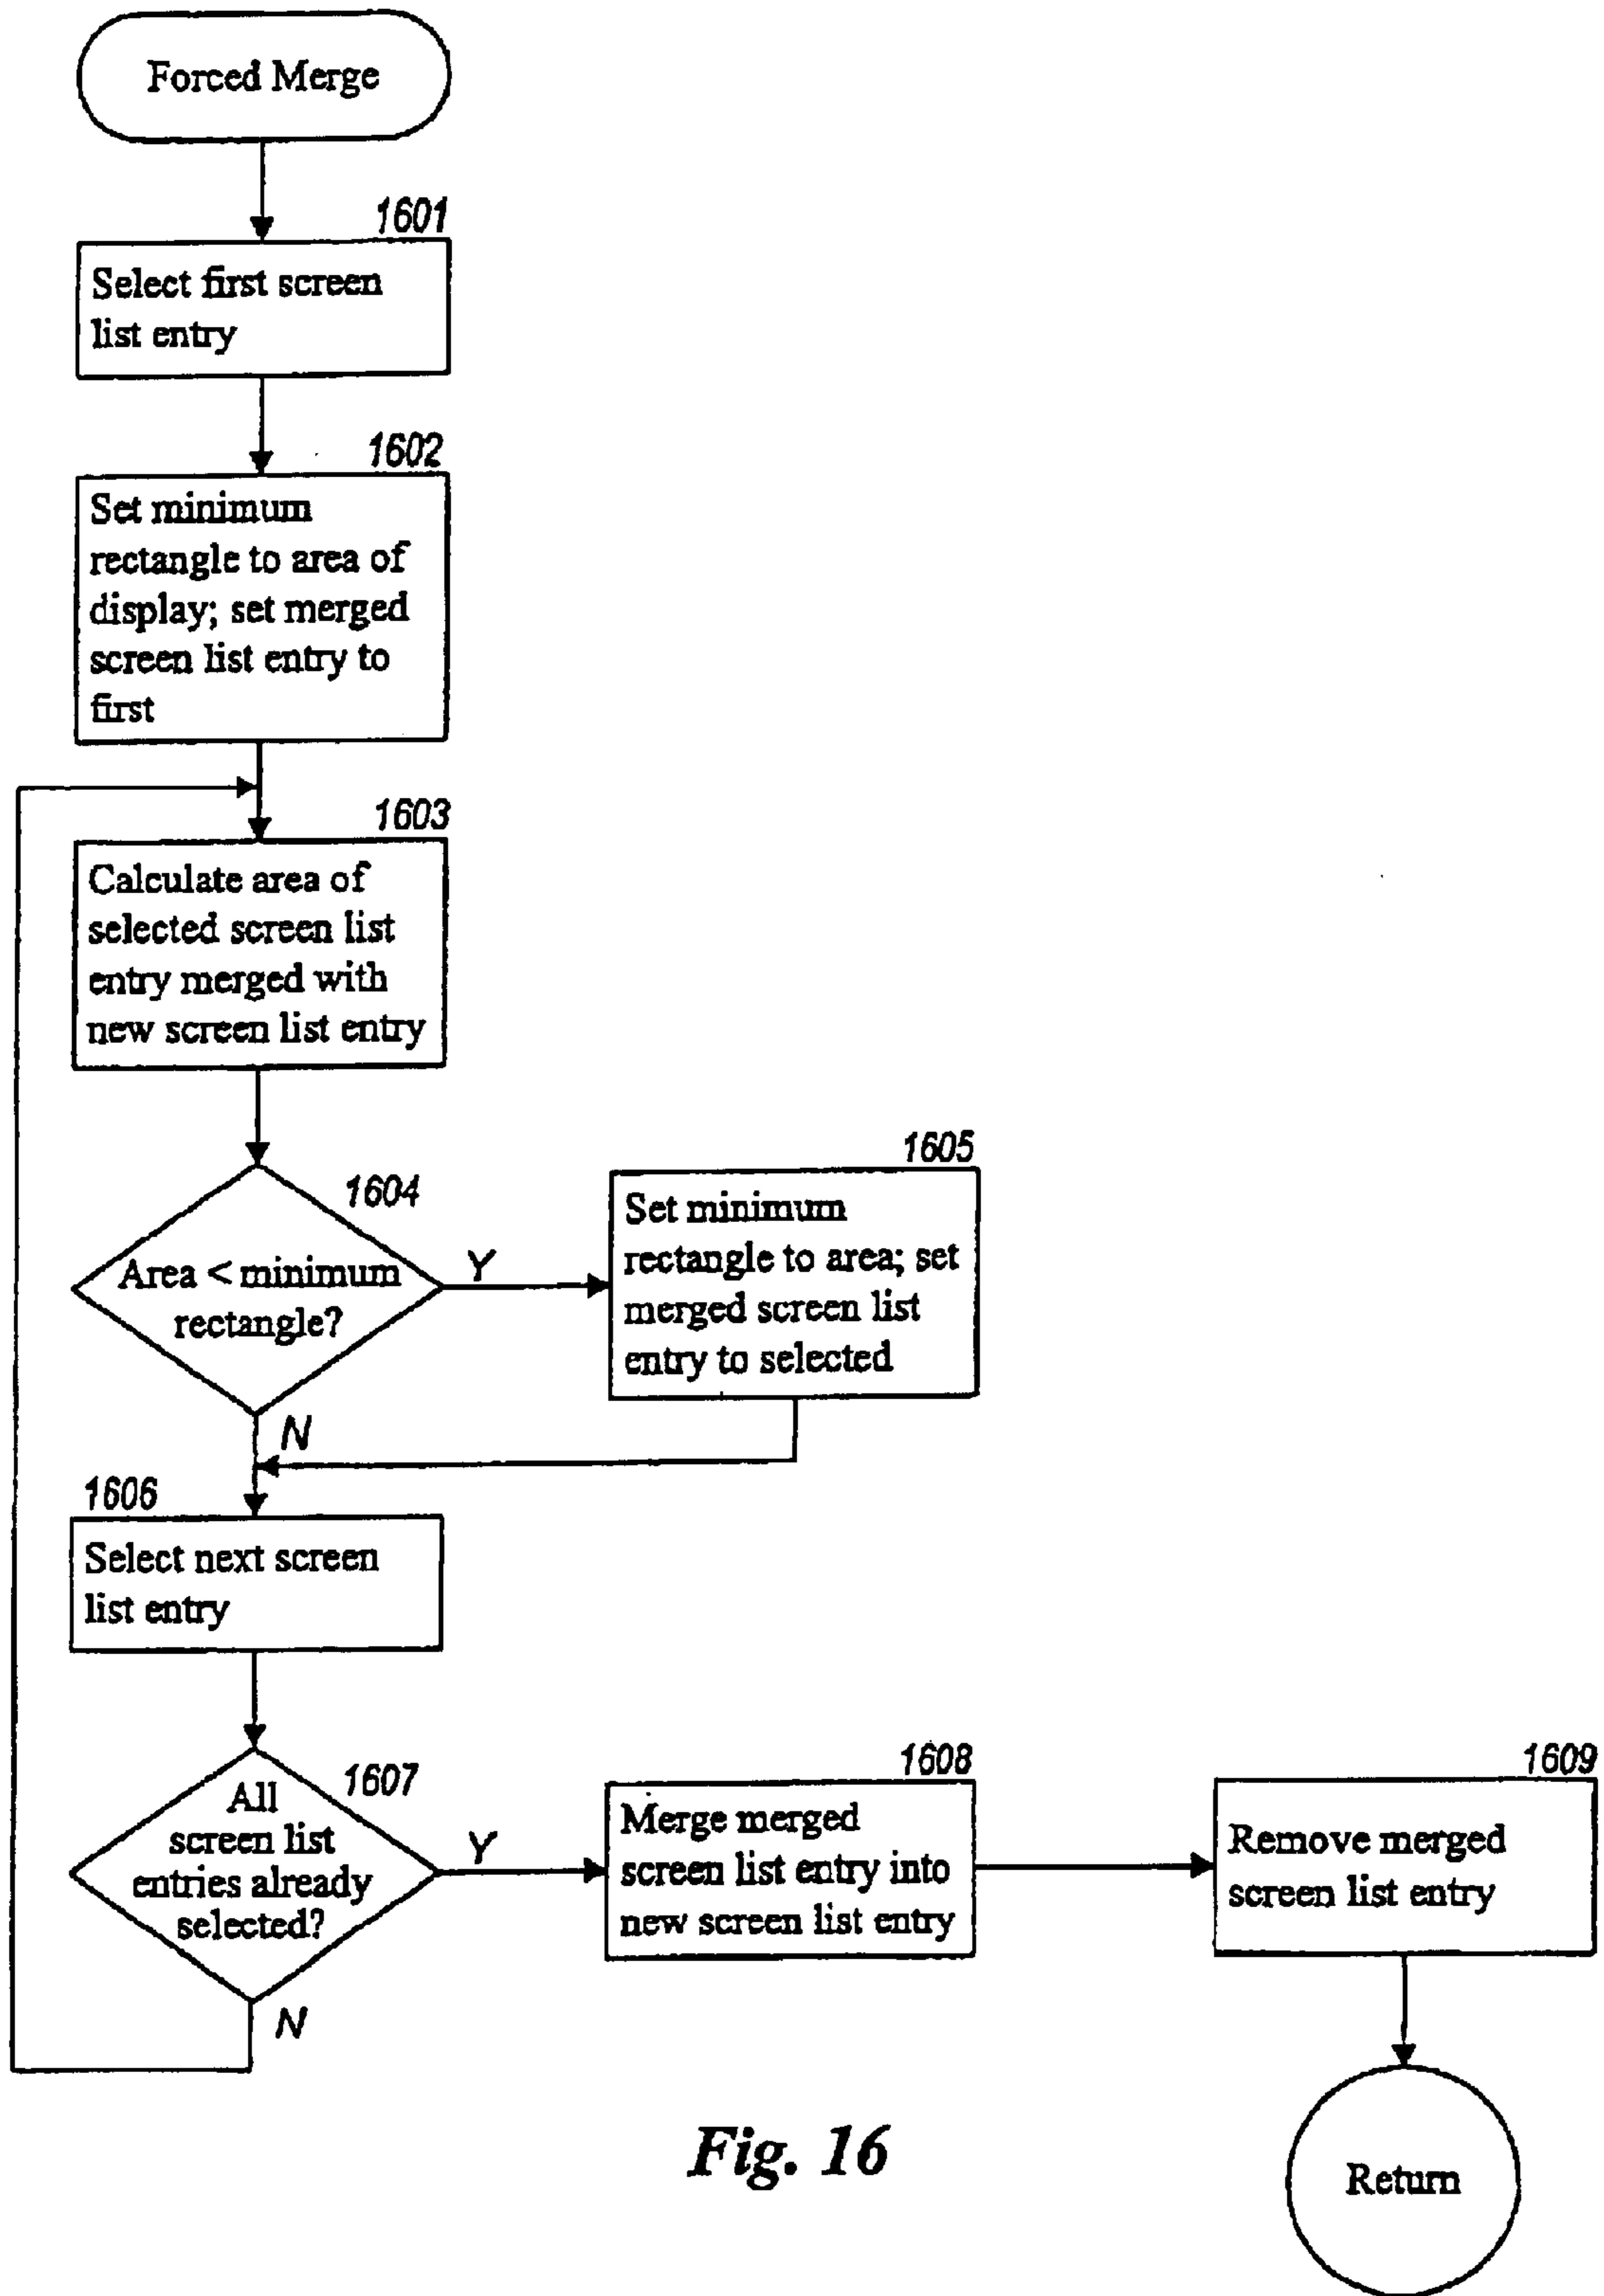 Forced Merge
1601
Select first screen
list entry
1602
Set minimum
rectangle to area of
display; set merged
screen list entry to
first
1603
Calculate area of
selected screen list
entry merged with
new screen list entry
1604
Area < minimum
rectangle?
Y
N
1605
Set minimum
rectangle to area; set
merged screen list
entry to selected
1606
Select next screen
list entry
1607
All
screen list
entries already
selected?
Y
N
1608
Merge merged
screen list entry into
new screen list entry
1609
Remove merged
screen list entry
Return
Fig. 16